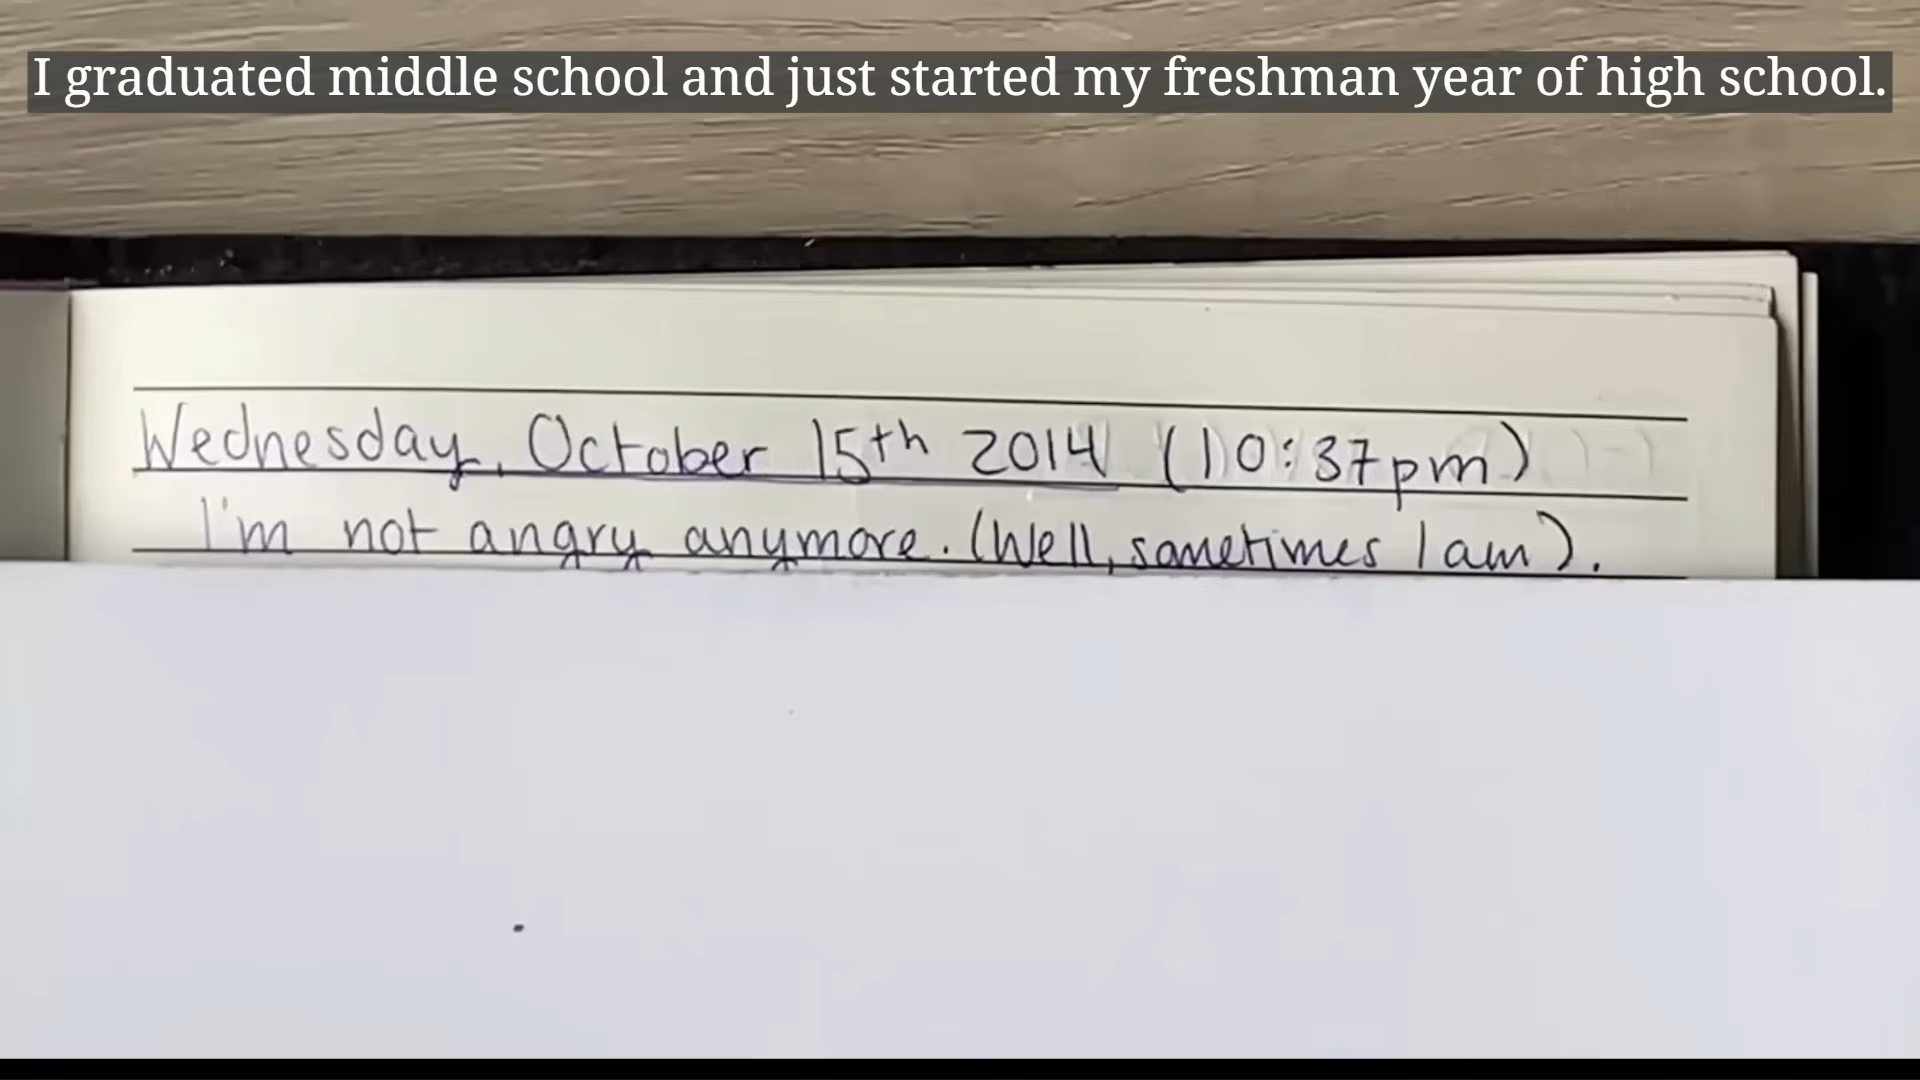 I graduated middle school and just started my freshman year of high school.
Wednesday, October 15th 2014 (10:37pm)
I'm not angry anymore. (Well, sometimes I am).